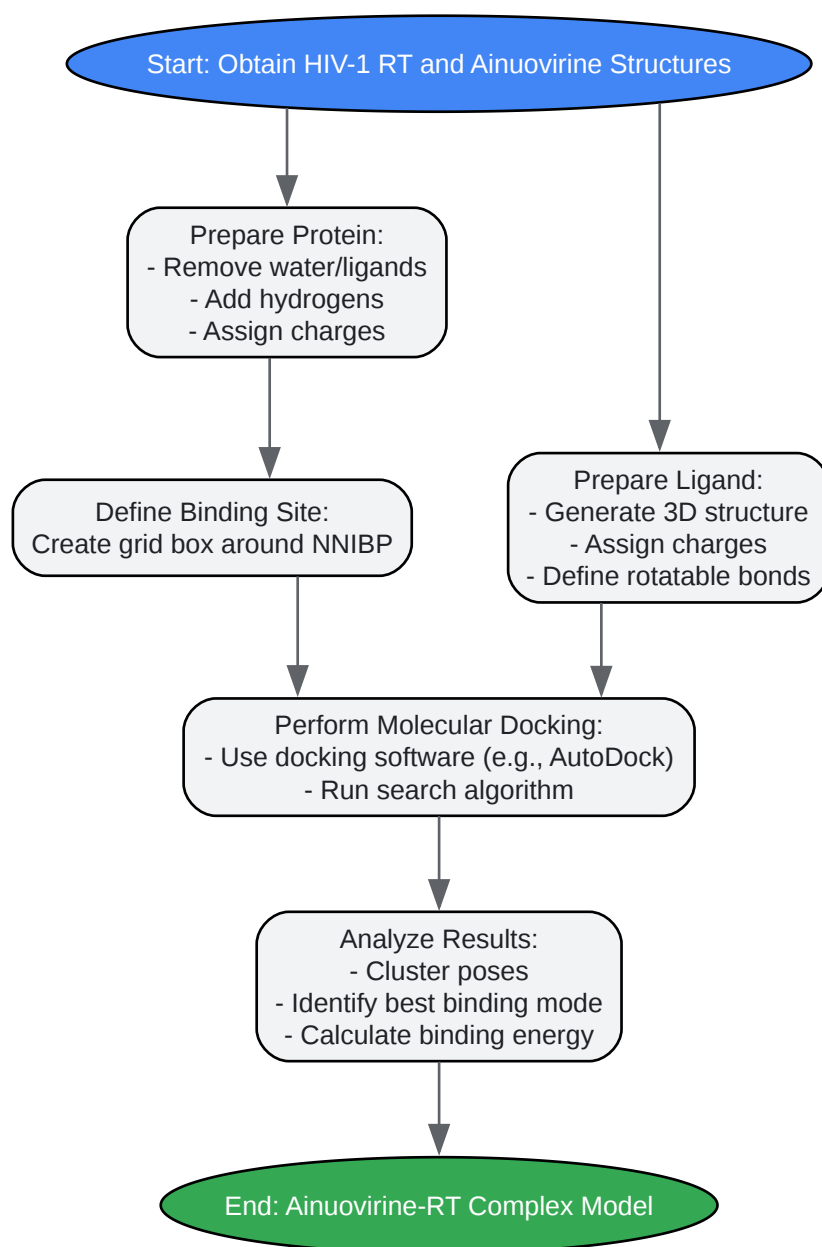 Start: Obtain HIV-1 RT and Ainuovirine Structures
Prepare Protein:
- Remove water/ligands
- Add hydrogens
- Assign charges
Define Binding Site:
Create grid box around NNIBP
Prepare Ligand:
- Generate 3D structure
- Assign charges
- Define rotatable bonds
Perform Molecular Docking:
- Use docking software (e.g., AutoDock)
- Run search algorithm
Analyze Results:
- Cluster poses
- Identify best binding mode
- Calculate binding energy
End: Ainuovirine-RT Complex Model